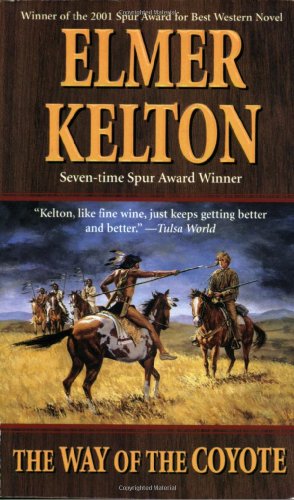 Winner of the 2001 Spur Award for Best Western Novel
ELMER
KELTON
Seven-time Spur Award Winner
“Kelton, like fine wine, just keeps getting better
and better.” —Tulsa World
THE WAY OF THE COYOTE